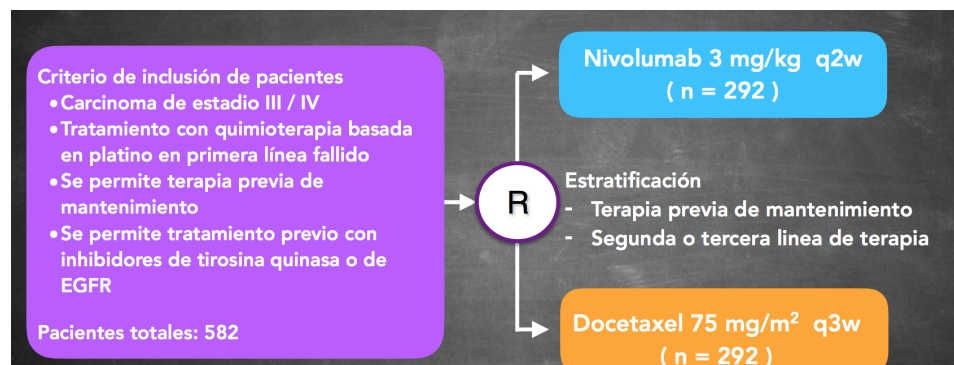 Criterio de inclusión de pacientes
•Carcinoma de estadio III / IV
•Tratamiento con quimioterapia basada
en platino en primera línea fallido
•Se permite terapia previa de
mantenimiento
•Se permite tratamiento previo con
inhibidores de tirosina quinasa o de
EGFR
Pacientes totales: 582
R
Nivolumab 3 mg/kg q2w
( n = 292 )
Estratificación
- Terapia previa de mantenimiento
- Segunda o tercera linea de terapia
Docetaxel 75 mg/m² q3w
( n = 292 )